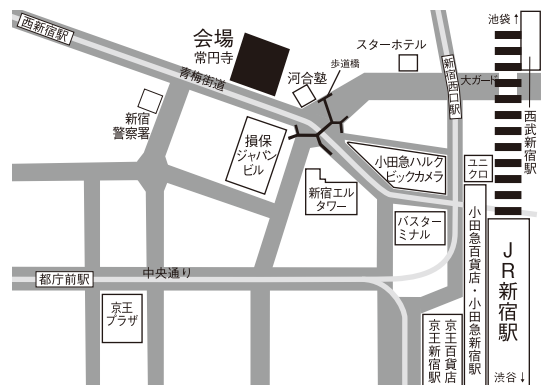 西新宿駅
会場
常円寺
青梅街道
新宿
警察署
損保
ジャパン
ビル
河合塾
歩道橋
スターホテル
新宿西口駅
大ガード
池袋↑
西武新宿駅
小田急ハルク
ビックカメラ
ユニ
クロ
新宿エル
タワー
バスター
ミナル
小田急百貨店・小田急新宿駅
JR新宿駅
都庁前駅
中央通り
京王
プラザ
京王百貨店
京王新宿駅
渋谷↓